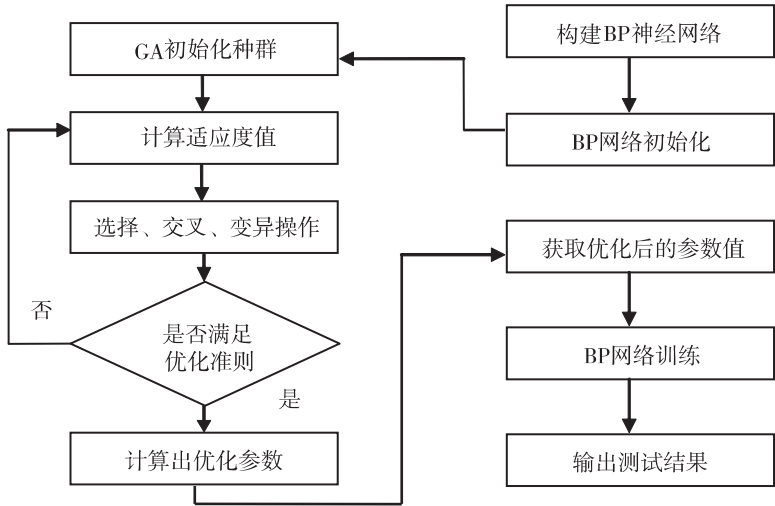 构建BP神经网络
BP网络初始化
GA初始化种群
计算适应度值
选择、交叉、变异操作
是否满足
优化准则
否
是
计算出优化参数
获取优化后的参数值
BP网络训练
输出测试结果